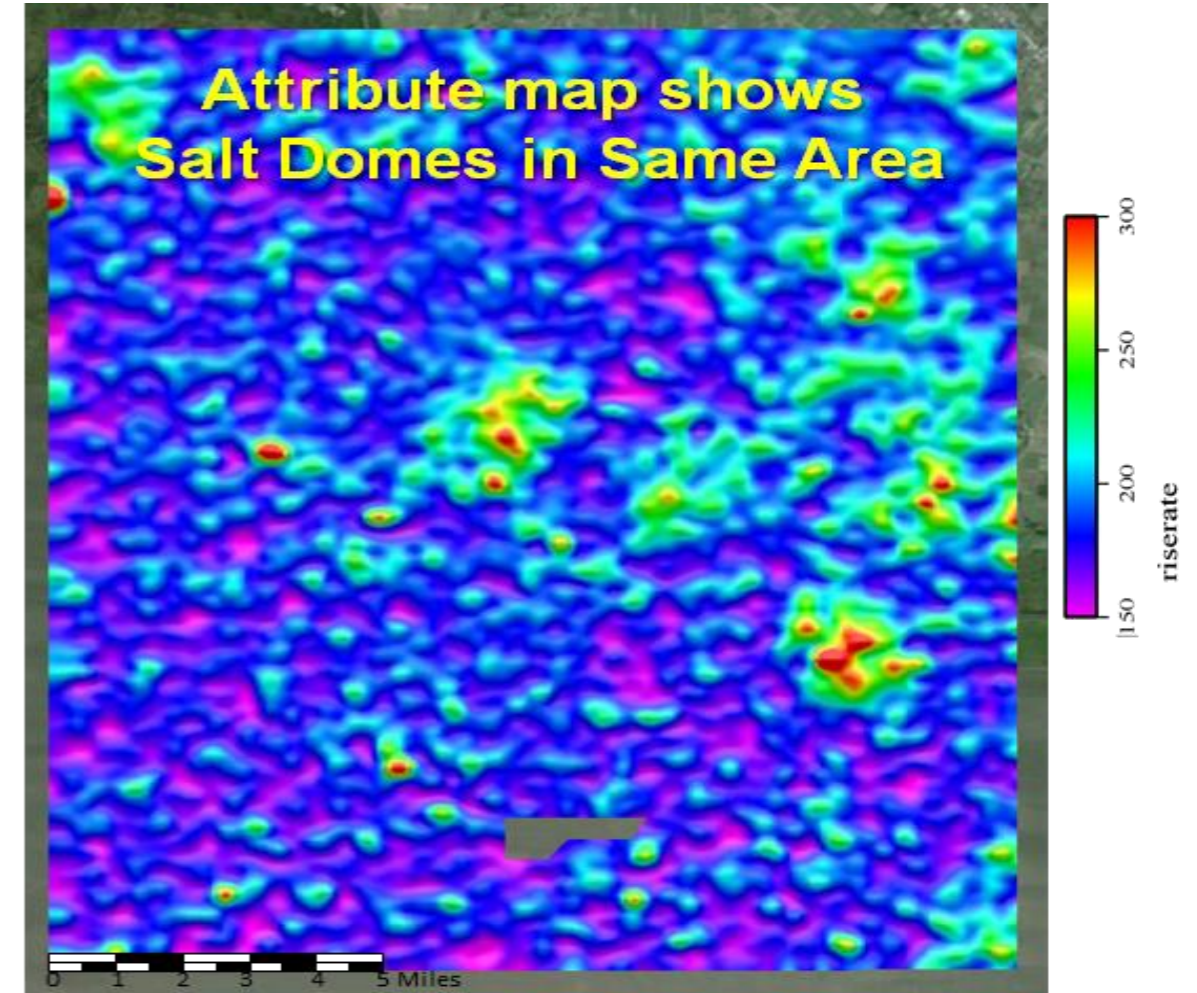 Attribute map shows
Salt Domes in Same Area
300
250
200
150
riserate
0 1 2 3 4 5 Miles